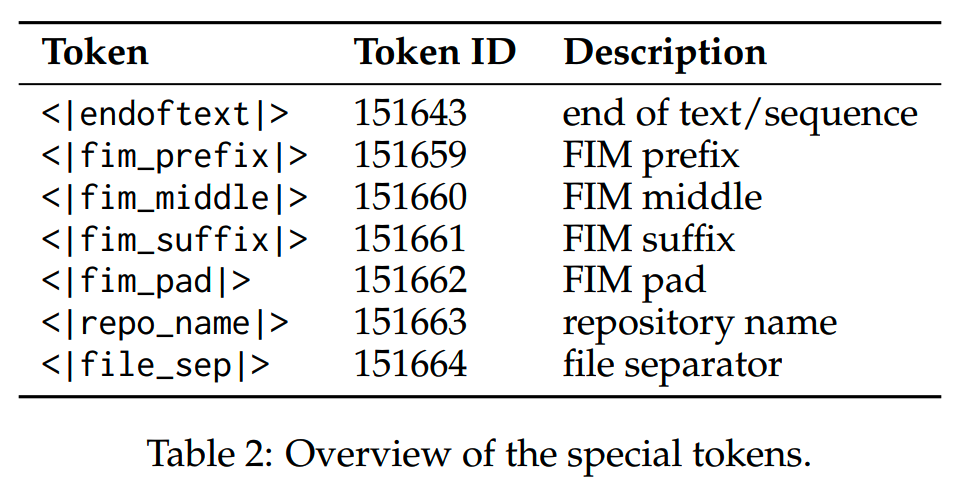 Token Token ID Description
<|endoftext|> 151643 end of text/sequence
<|fim_prefix|> 151659 FIM prefix
<|fim_middle|> 151660 FIM middle
<|fim_suffix|> 151661 FIM suffix
<|fim_pad|> 151662 FIM pad
<|repo_name|> 151663 repository name
<|file_sep|> 151664 file separator
Table 2: Overview of the special tokens.